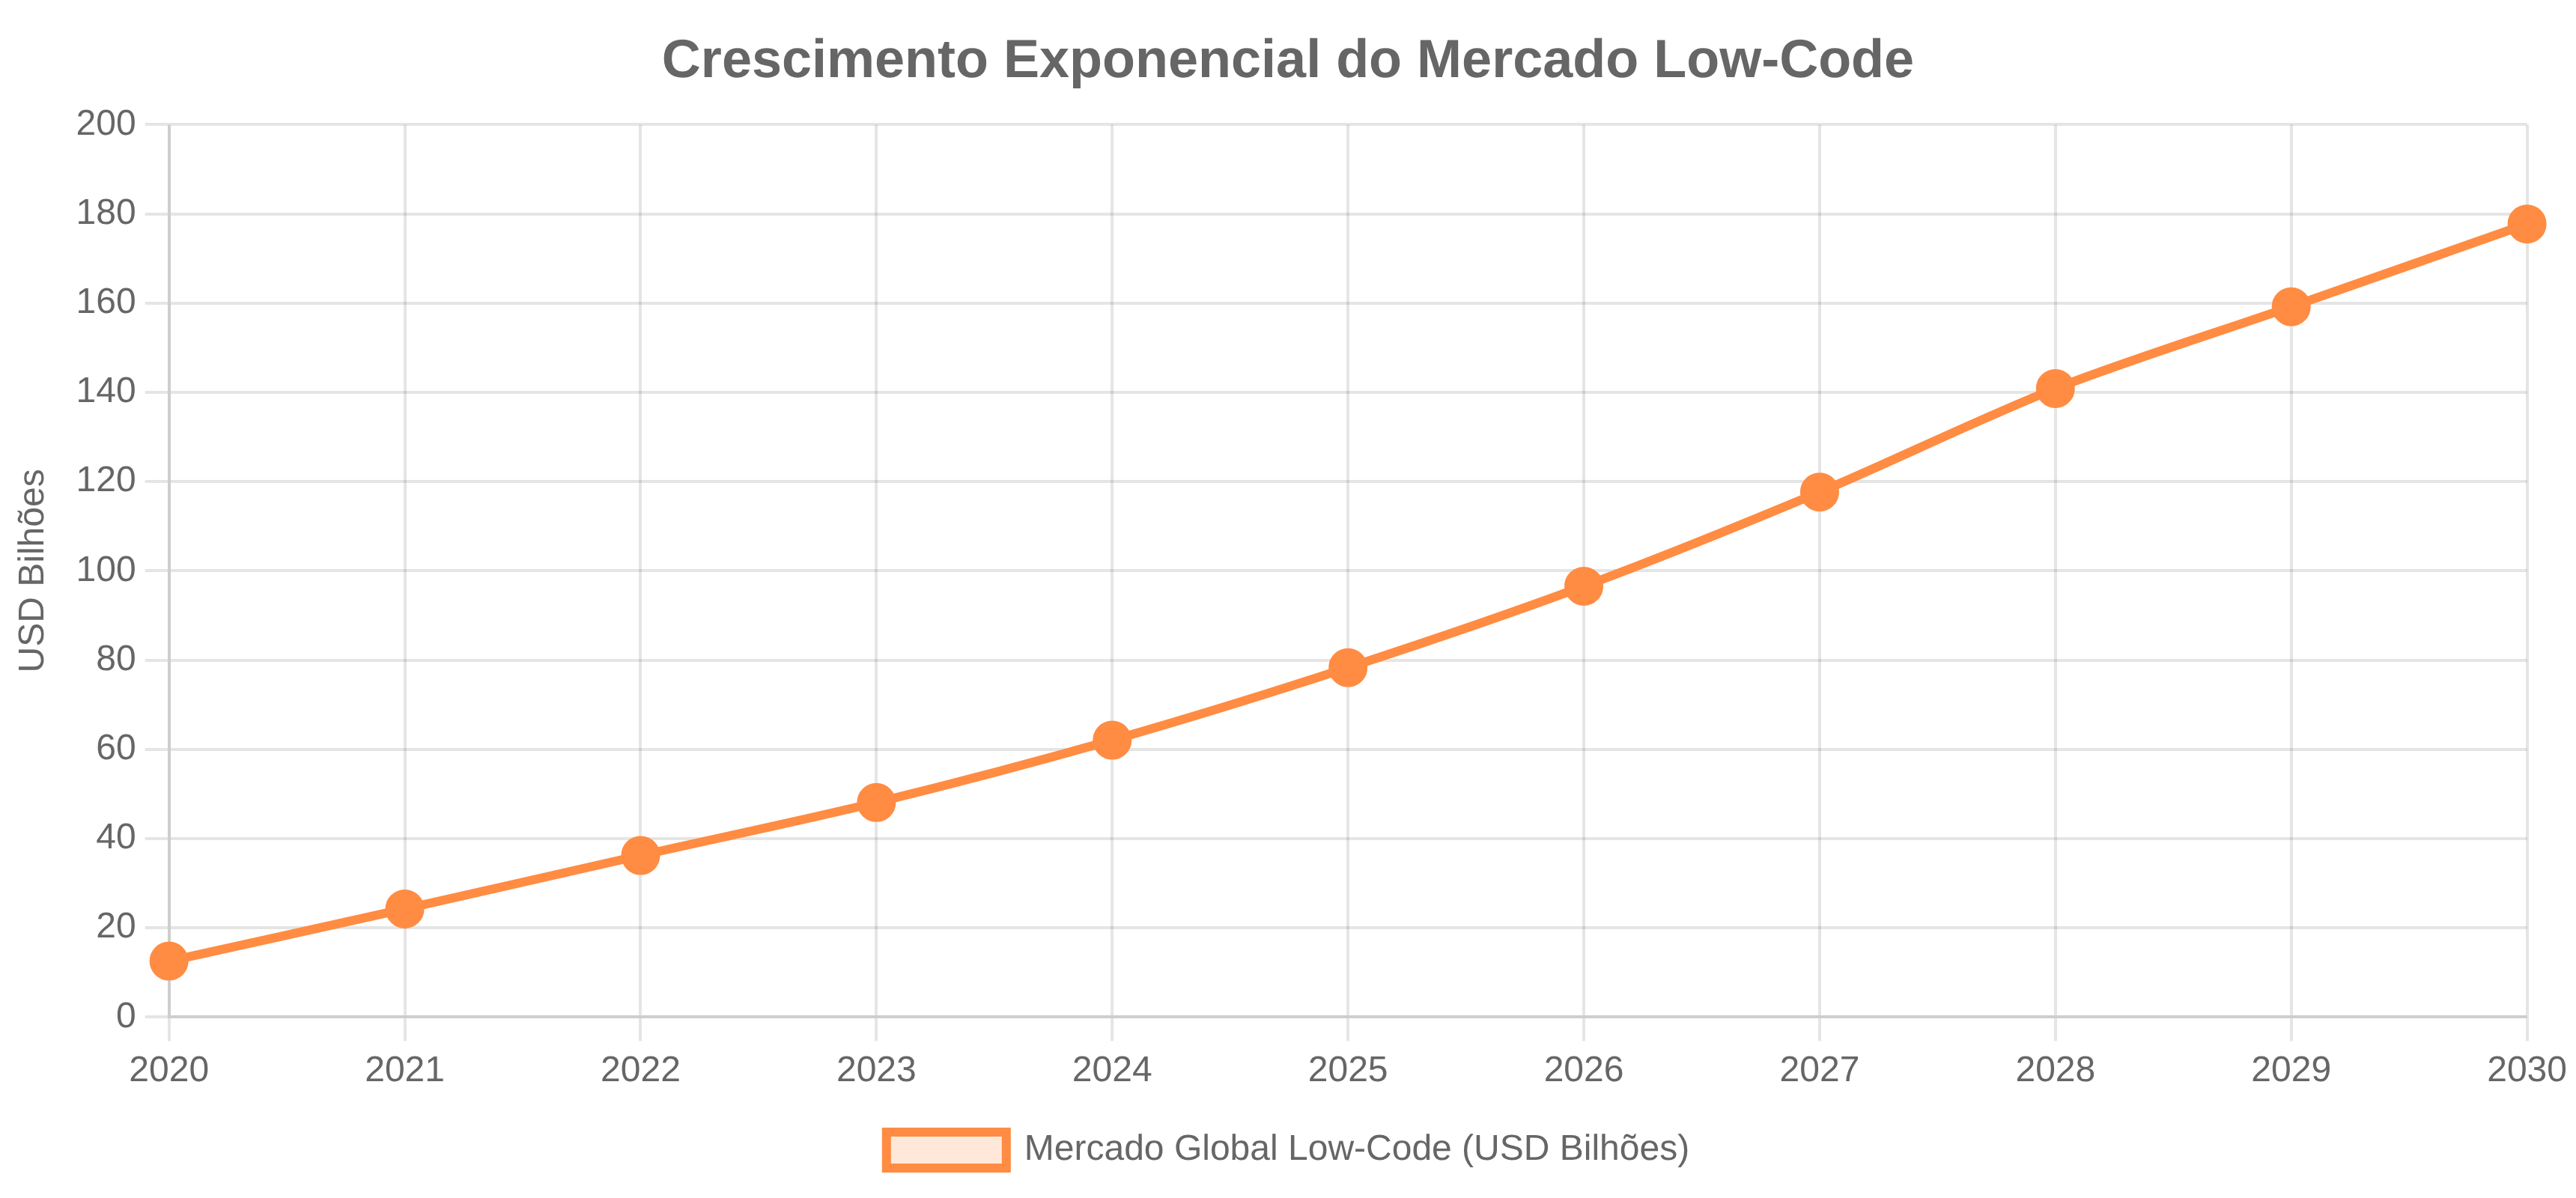 Crescimento Exponencial do Mercado Low-Code
200
180
160
140
120
100
80
60
40
20
0
USD Bilhões
2020 2021 2022 2023 2024 2025 2026 2027 2028 2029 2030
Mercado Global Low-Code (USD Bilhões)